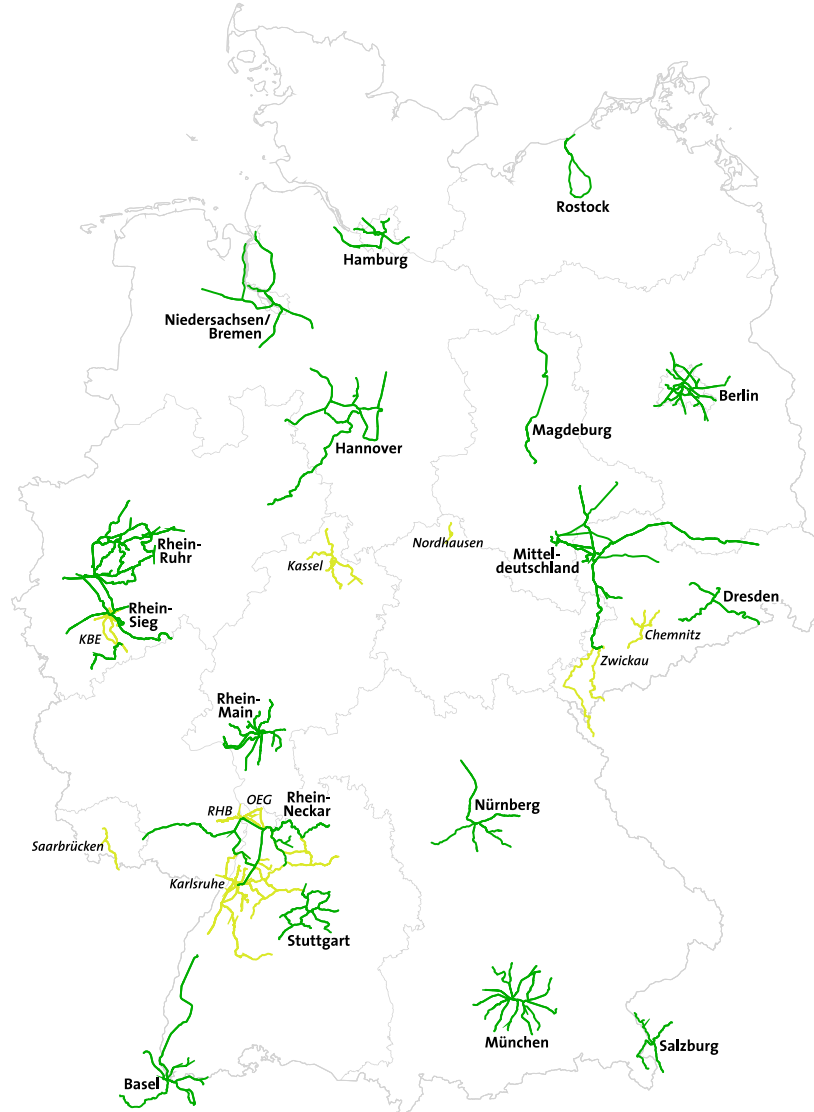 Rostock
Hamburg
Niedersachsen/
Bremen
Berlin
Magdeburg
Hannover
Nordhausen
Rhein-
Ruhr
Kassel
Mittel-
deutschland
Dresden
Rhein-
Sieg
KBE
Chemnitz
Zwickau
Rhein-
Main
RHB
OEG
Rhein-
Neckar
Nürnberg
Saarbrücken
Karlsruhe
Stuttgart
München
Salzburg
Basel